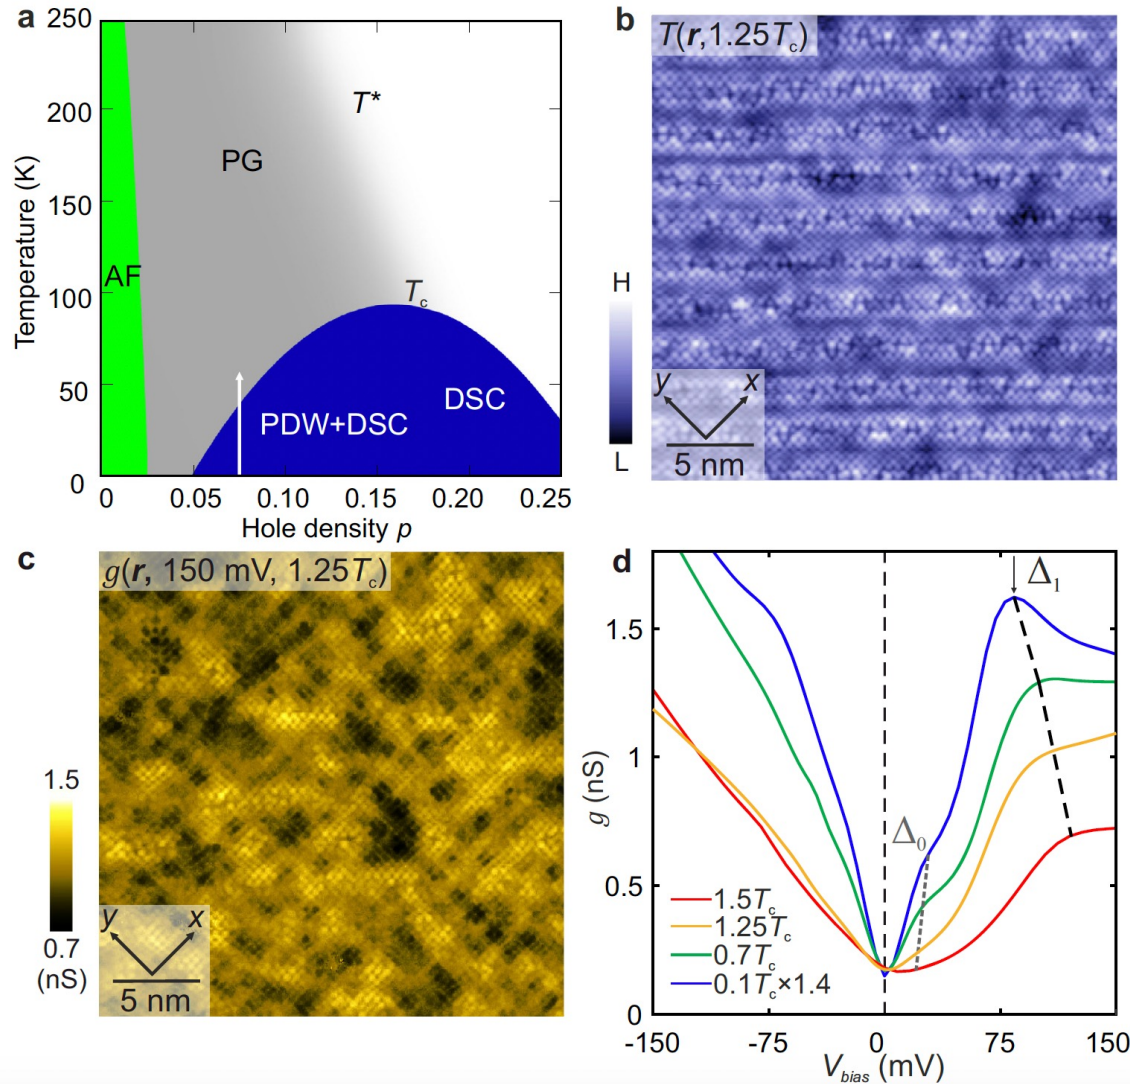 a
250
200
150
100
50
0
Temperature (K)
AF
PG
T*
Tc
PDW+DSC
DSC
0 0.05 0.10 0.15 0.20 0.25
Hole density p
b
T(r,1.25Tc)
H
L
y x
5 nm
c
g(r, 150 mV, 1.25Tc)
1.5
0.7
(nS)
y x
5 nm
d
Δ1
Δ0
1.5
1
0.5
0
g (nS)
1.5Tc
1.25Tc
0.7Tc
0.1Tc×1.4
-150 -75 0 75 150
Vbias (mV)